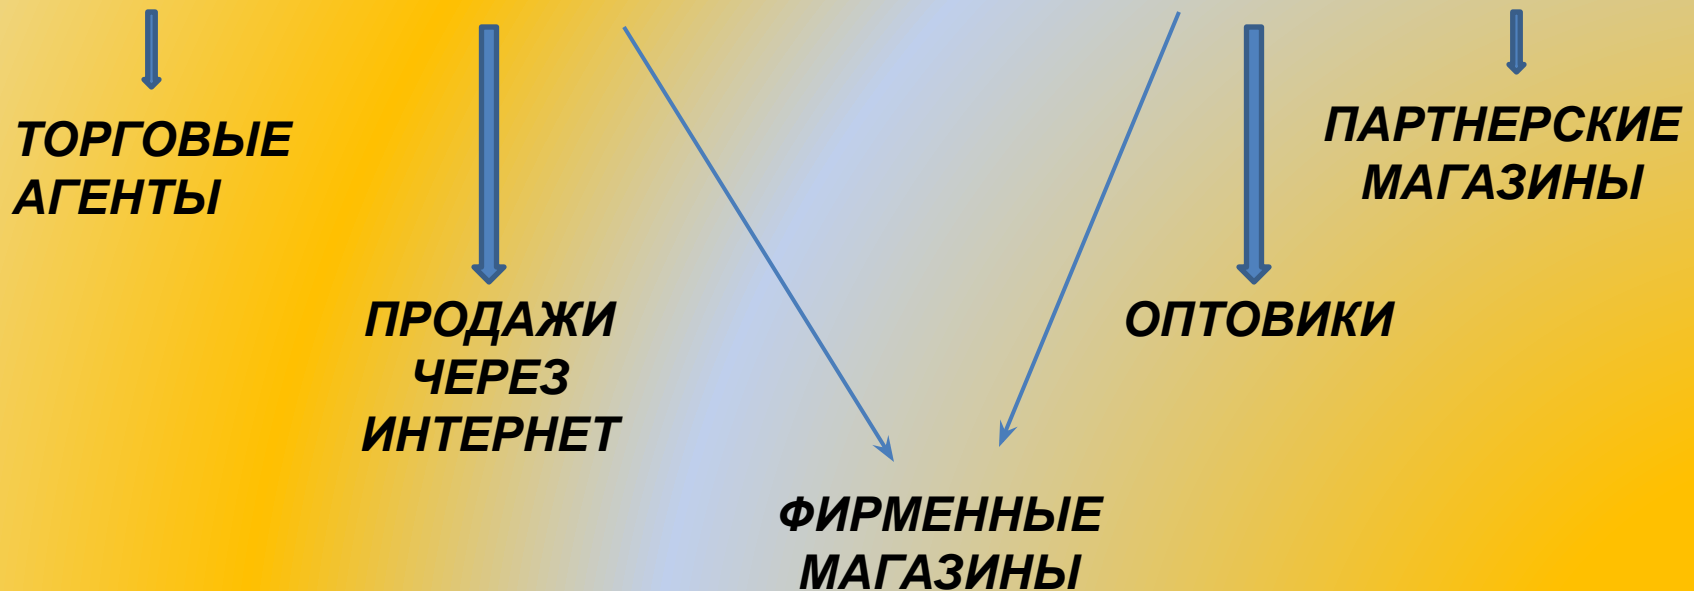 ТОРГОВЫЕ
АГЕНТЫ
ПАРТНЕРСКИЕ
МАГАЗИНЫ
ПРОДАЖИ
ЧЕРЕЗ
ИНТЕРНЕТ
ОПТОВИКИ
ФИРМЕННЫЕ
МАГАЗИНЫ